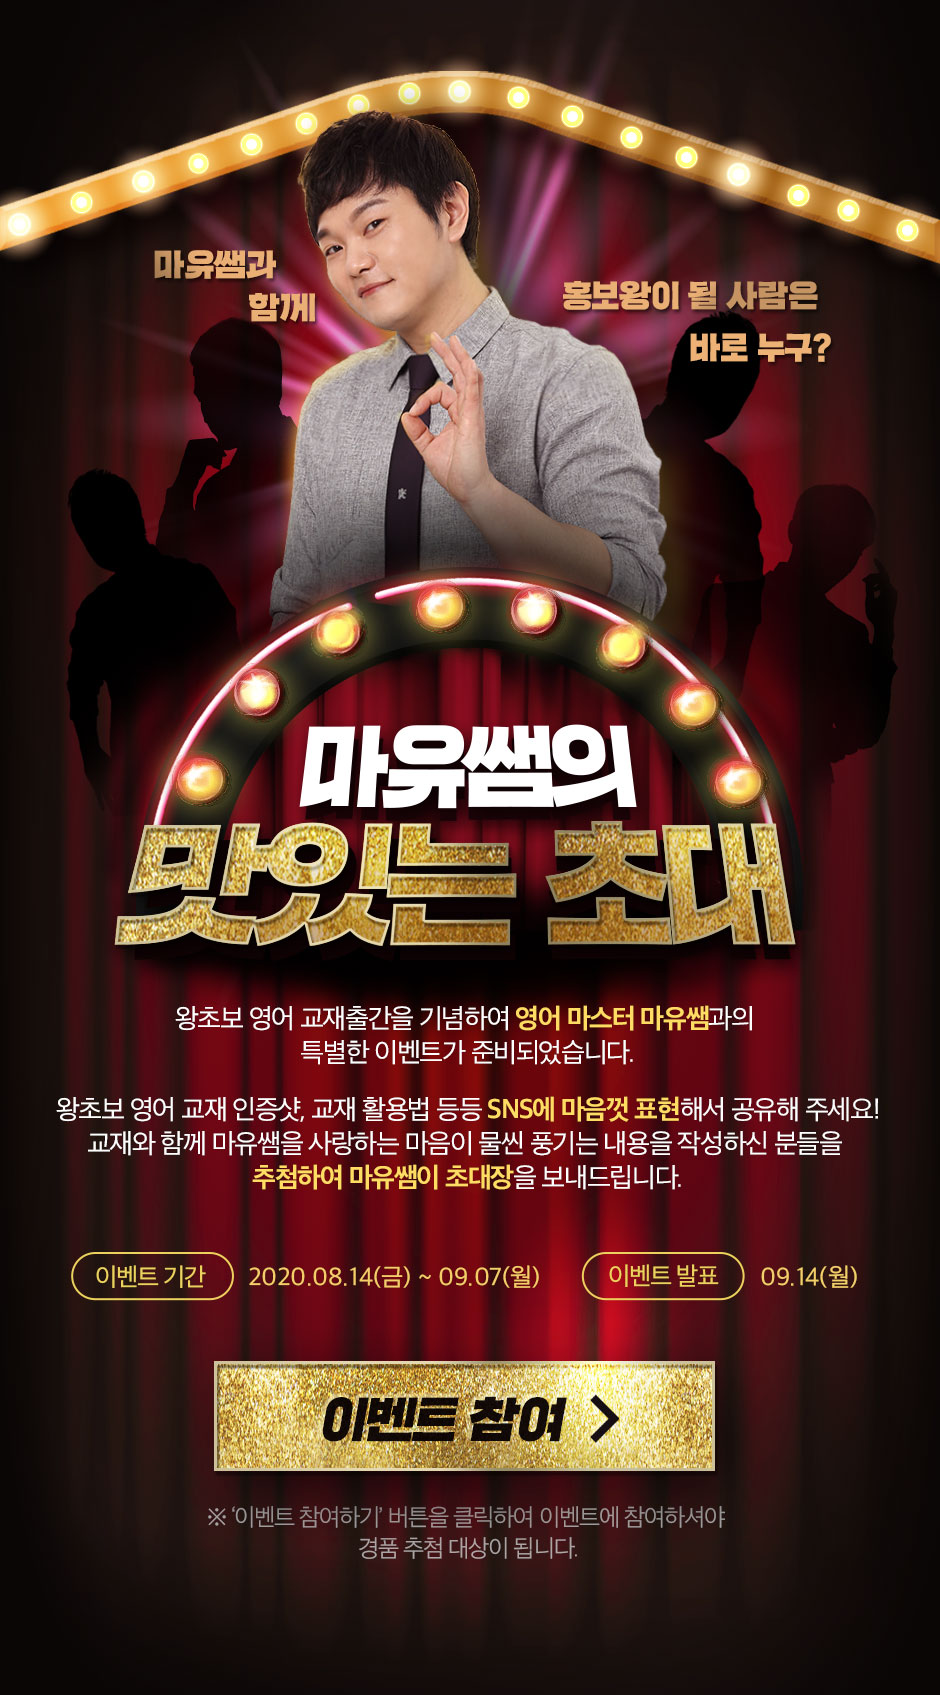 마유쌤과
함께
홍보왕이 될 사람은
바로 누구?
마유쌤의
맛있는 초대
왕초보 영어 교재출간을 기념하여 영어 마스터 마유쌤과의
특별한 이벤트가 준비되었습니다.
왕초보 영어 교재 인증샷, 교재 활용법 등등 SNS에 마음껏 표현해서 공유해 주세요!
교재와 함께 마유쌤을 사랑하는 마음이 물씬 풍기는 내용을 작성하신 분들을
추첨하여 마유쌤이 초대장을 보내드립니다.
이벤트 기간 2020.08.14(금) ~ 09.07(월) 이벤트 발표 09.14(월)
이벤트 참여 >
※ '이벤트 참여하기' 버튼을 클릭하여 이벤트에 참여하셔야
경품 추첨 대상이 됩니다.